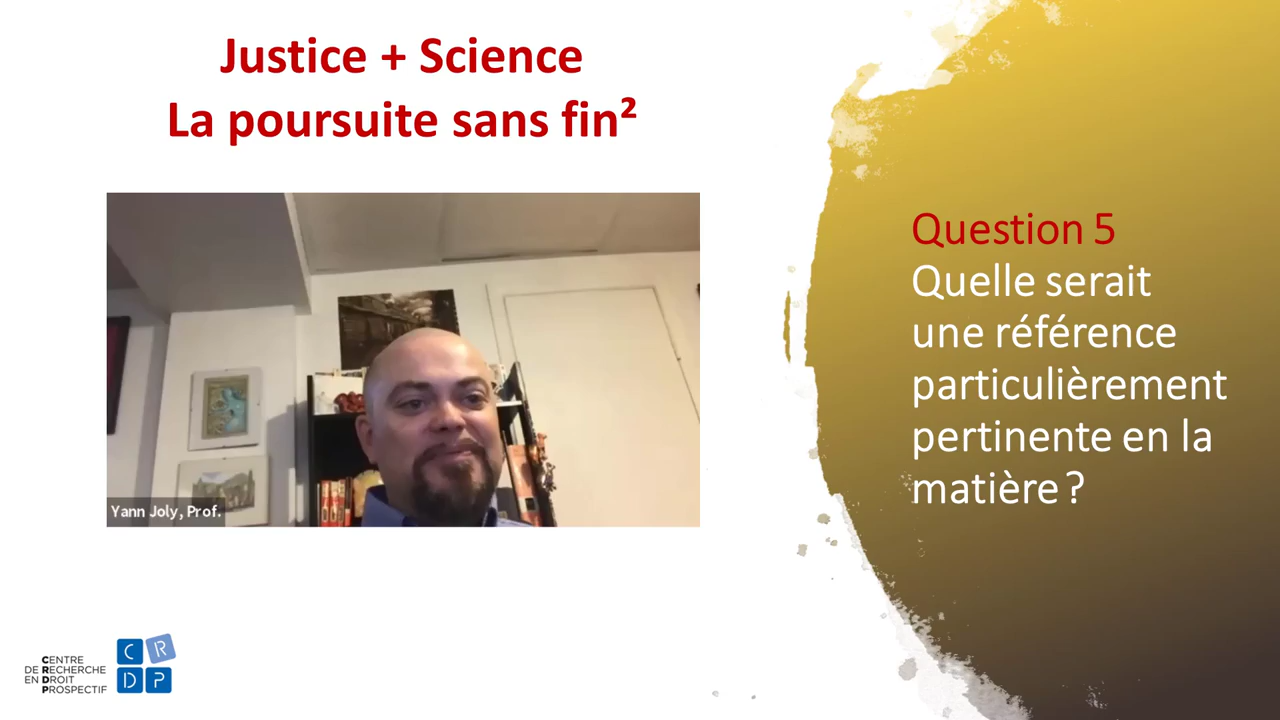 Justice + Science
La poursuite sans fin²
Question 5
Quelle serait
une référence
particulièrement
pertinente en la
matière ?
Yann Joly, Prof.
CENTRE
DE RECHERCHE
EN DROIT
PROSPECTIF
C R
D P